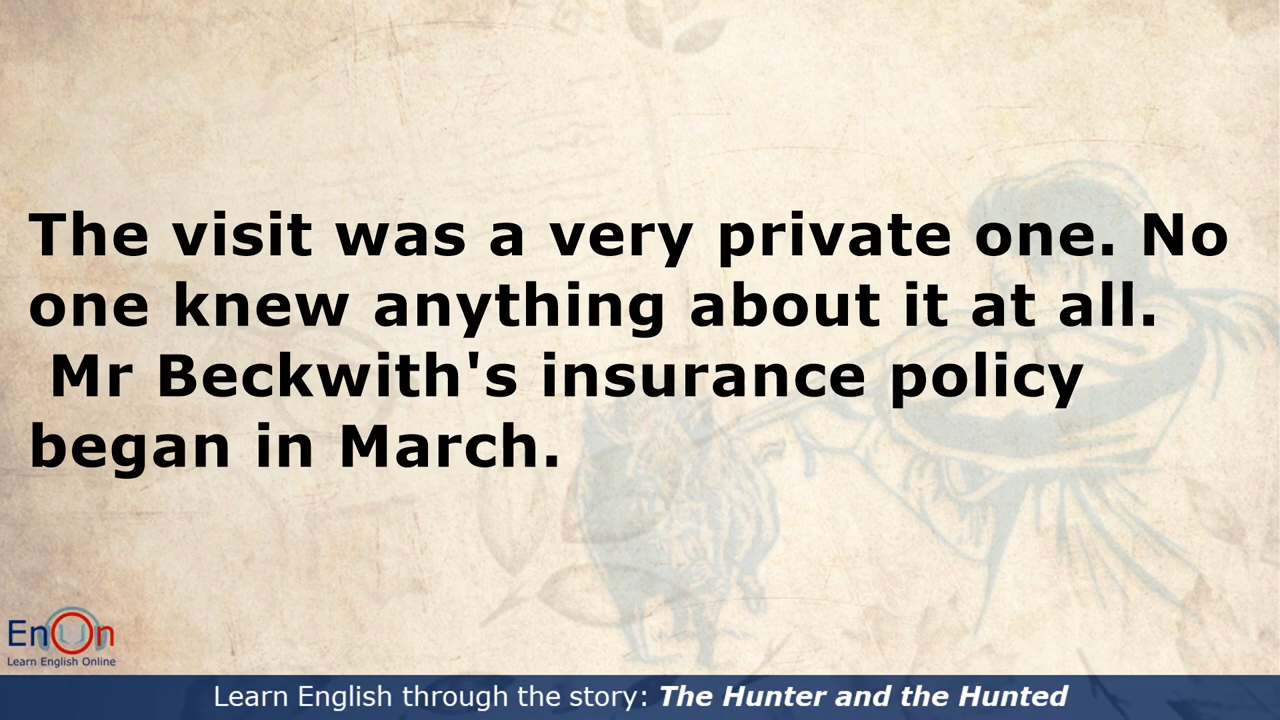 The visit was a very private one. No
one knew anything about it at all.
Mr Beckwith's insurance policy
began in March.
EnOn
Learn English Online
Learn English through the story: The Hunter and the Hunted